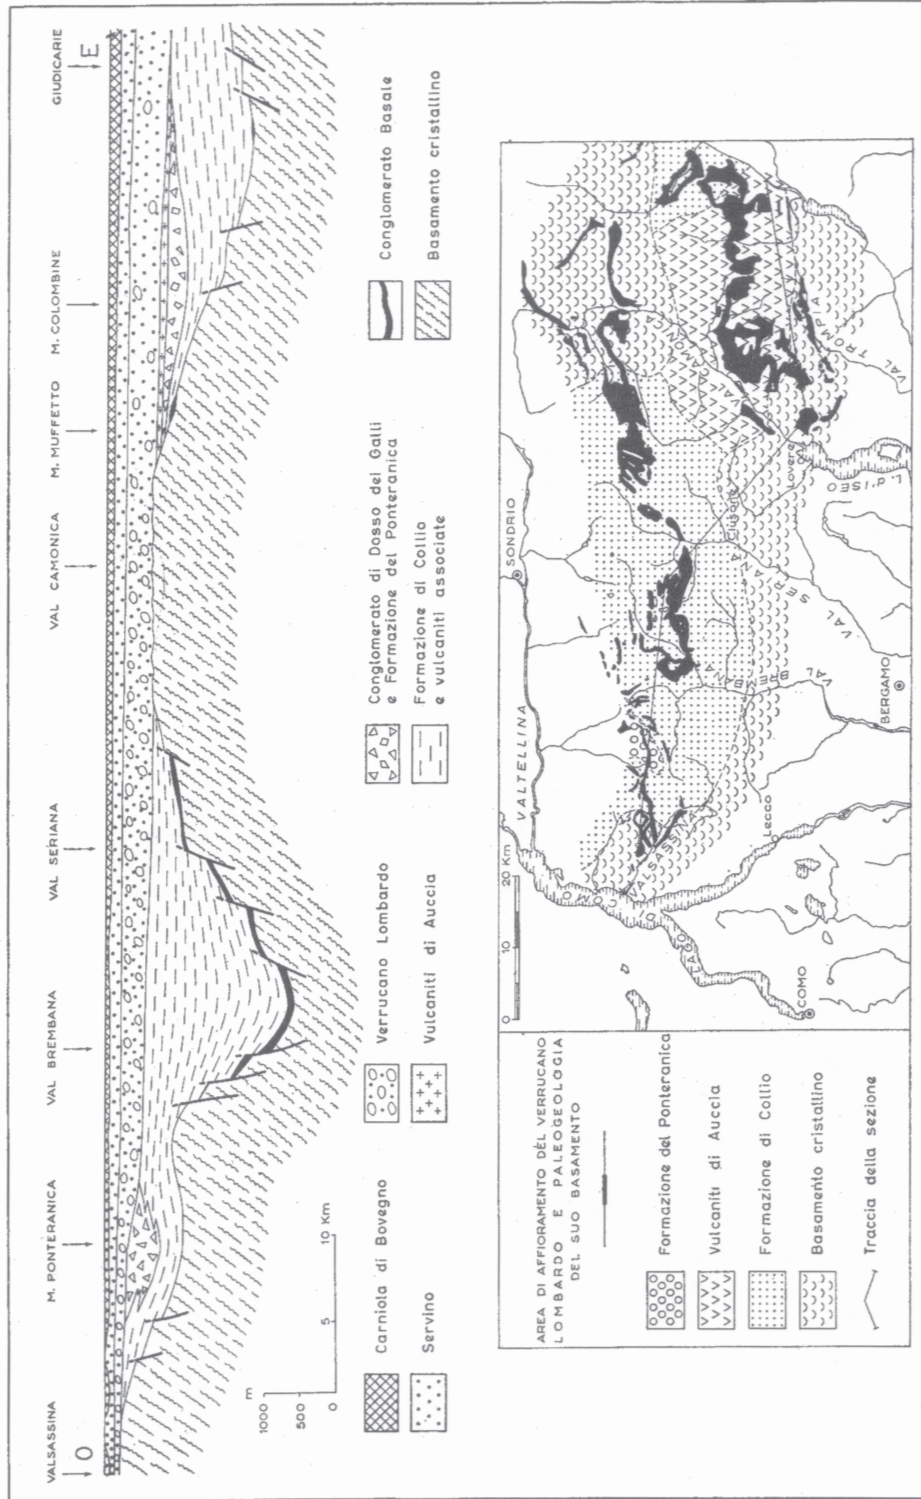 VALSASSINA
M. PONTERANICA
VAL BREMBANA
VAL SERIANA
VAL CAMONICA
M. MUFFETTO
M. COLOMBINE
GIUDICARIE
O
E
m
1000
500
0
0
5
10 Km
Carniola di Bovegno
Servino
Verrucano Lombardo
Vulcaniti di Auccia
Conglomerato di Dosso dei Galli
e Formazione del Ponteranica
Formazione di Collio
e vulcaniti associate
Conglomerato Basale
Basamento cristallino
AREA DI AFFIORAMENTO DEL VERRUCANO
LOMBARDO E PALEOGEOLOGIA
DEL SUO BASAMENTO
Formazione del Ponteranica
Vulcaniti di Auccia
Formazione di Collio
Basamento cristallino
Traccia della sezione
0 10 20 Km
VALTELLINA
SONDRIO
LAGO DI COMO
VALSASSINA
Lecco
COMO
BERGAMO
VAL BREMBANA
VAL SERIANA
Clusone
Lovere
L. d'ISEO
VAL CAMONICA
VAL TROMPIA